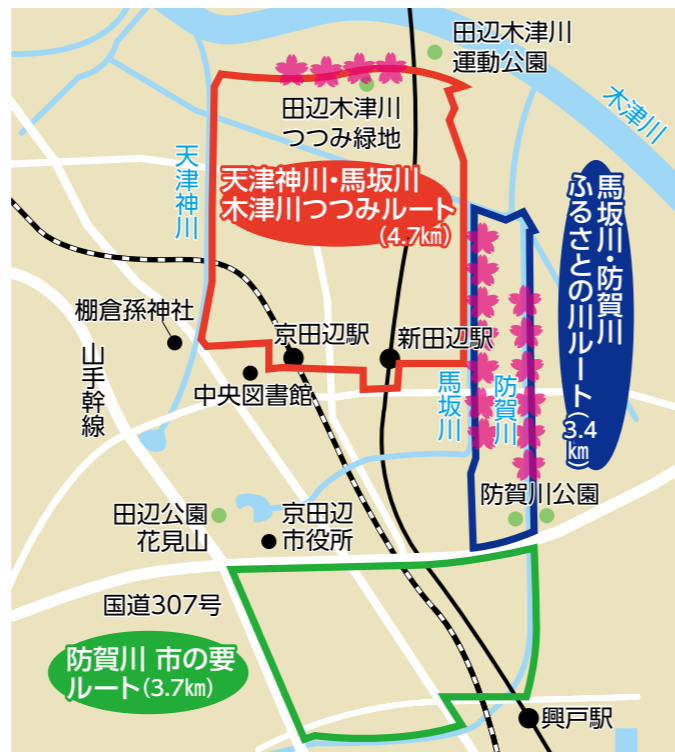 田辺木津川
運動公園
木津川
田辺木津川
つつみ緑地
天津神川
天津神川・馬坂川
木津川つつみルート
(4.7㎞)
馬坂川・防賀川
ふるさとの川ルート(3.4㎞)
棚倉孫神社
京田辺駅
新田辺駅
山手幹線
中央図書館
馬坂川
防賀川
防賀川公園
田辺公園
花見山
京田辺
市役所
国道307号
防賀川 市の要
ルート(3.7㎞)
興戸駅